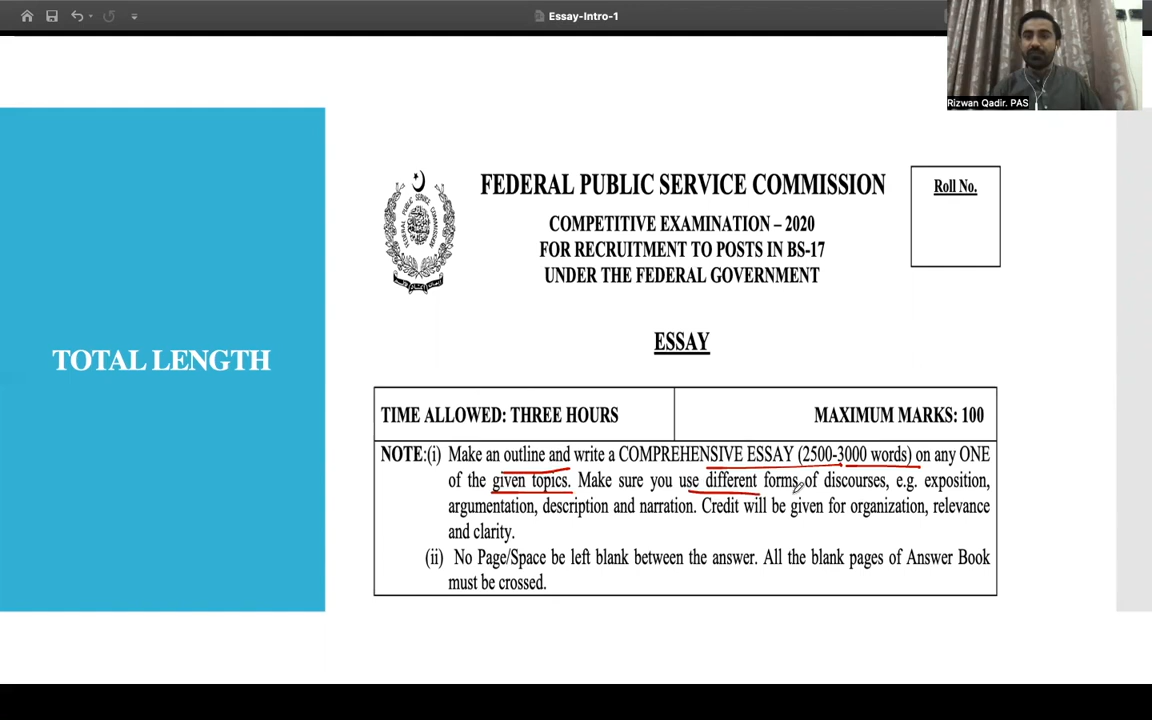 Essay-Intro-1
Rizwan Qadir. PAS
TOTAL LENGTH
FEDERAL PUBLIC SERVICE COMMISSION
COMPETITIVE EXAMINATION – 2020
FOR RECRUITMENT TO POSTS IN BS-17
UNDER THE FEDERAL GOVERNMENT
Roll No.
ESSAY
TIME ALLOWED: THREE HOURS
MAXIMUM MARKS: 100
NOTE:(i) Make an outline and write a COMPREHENSIVE ESSAY (2500-3000 words) on any ONE
of the given topics. Make sure you use different forms of discourses, e.g. exposition,
argumentation, description and narration. Credit will be given for organization, relevance
and clarity.
(ii) No Page/Space be left blank between the answer. All the blank pages of Answer Book
must be crossed.